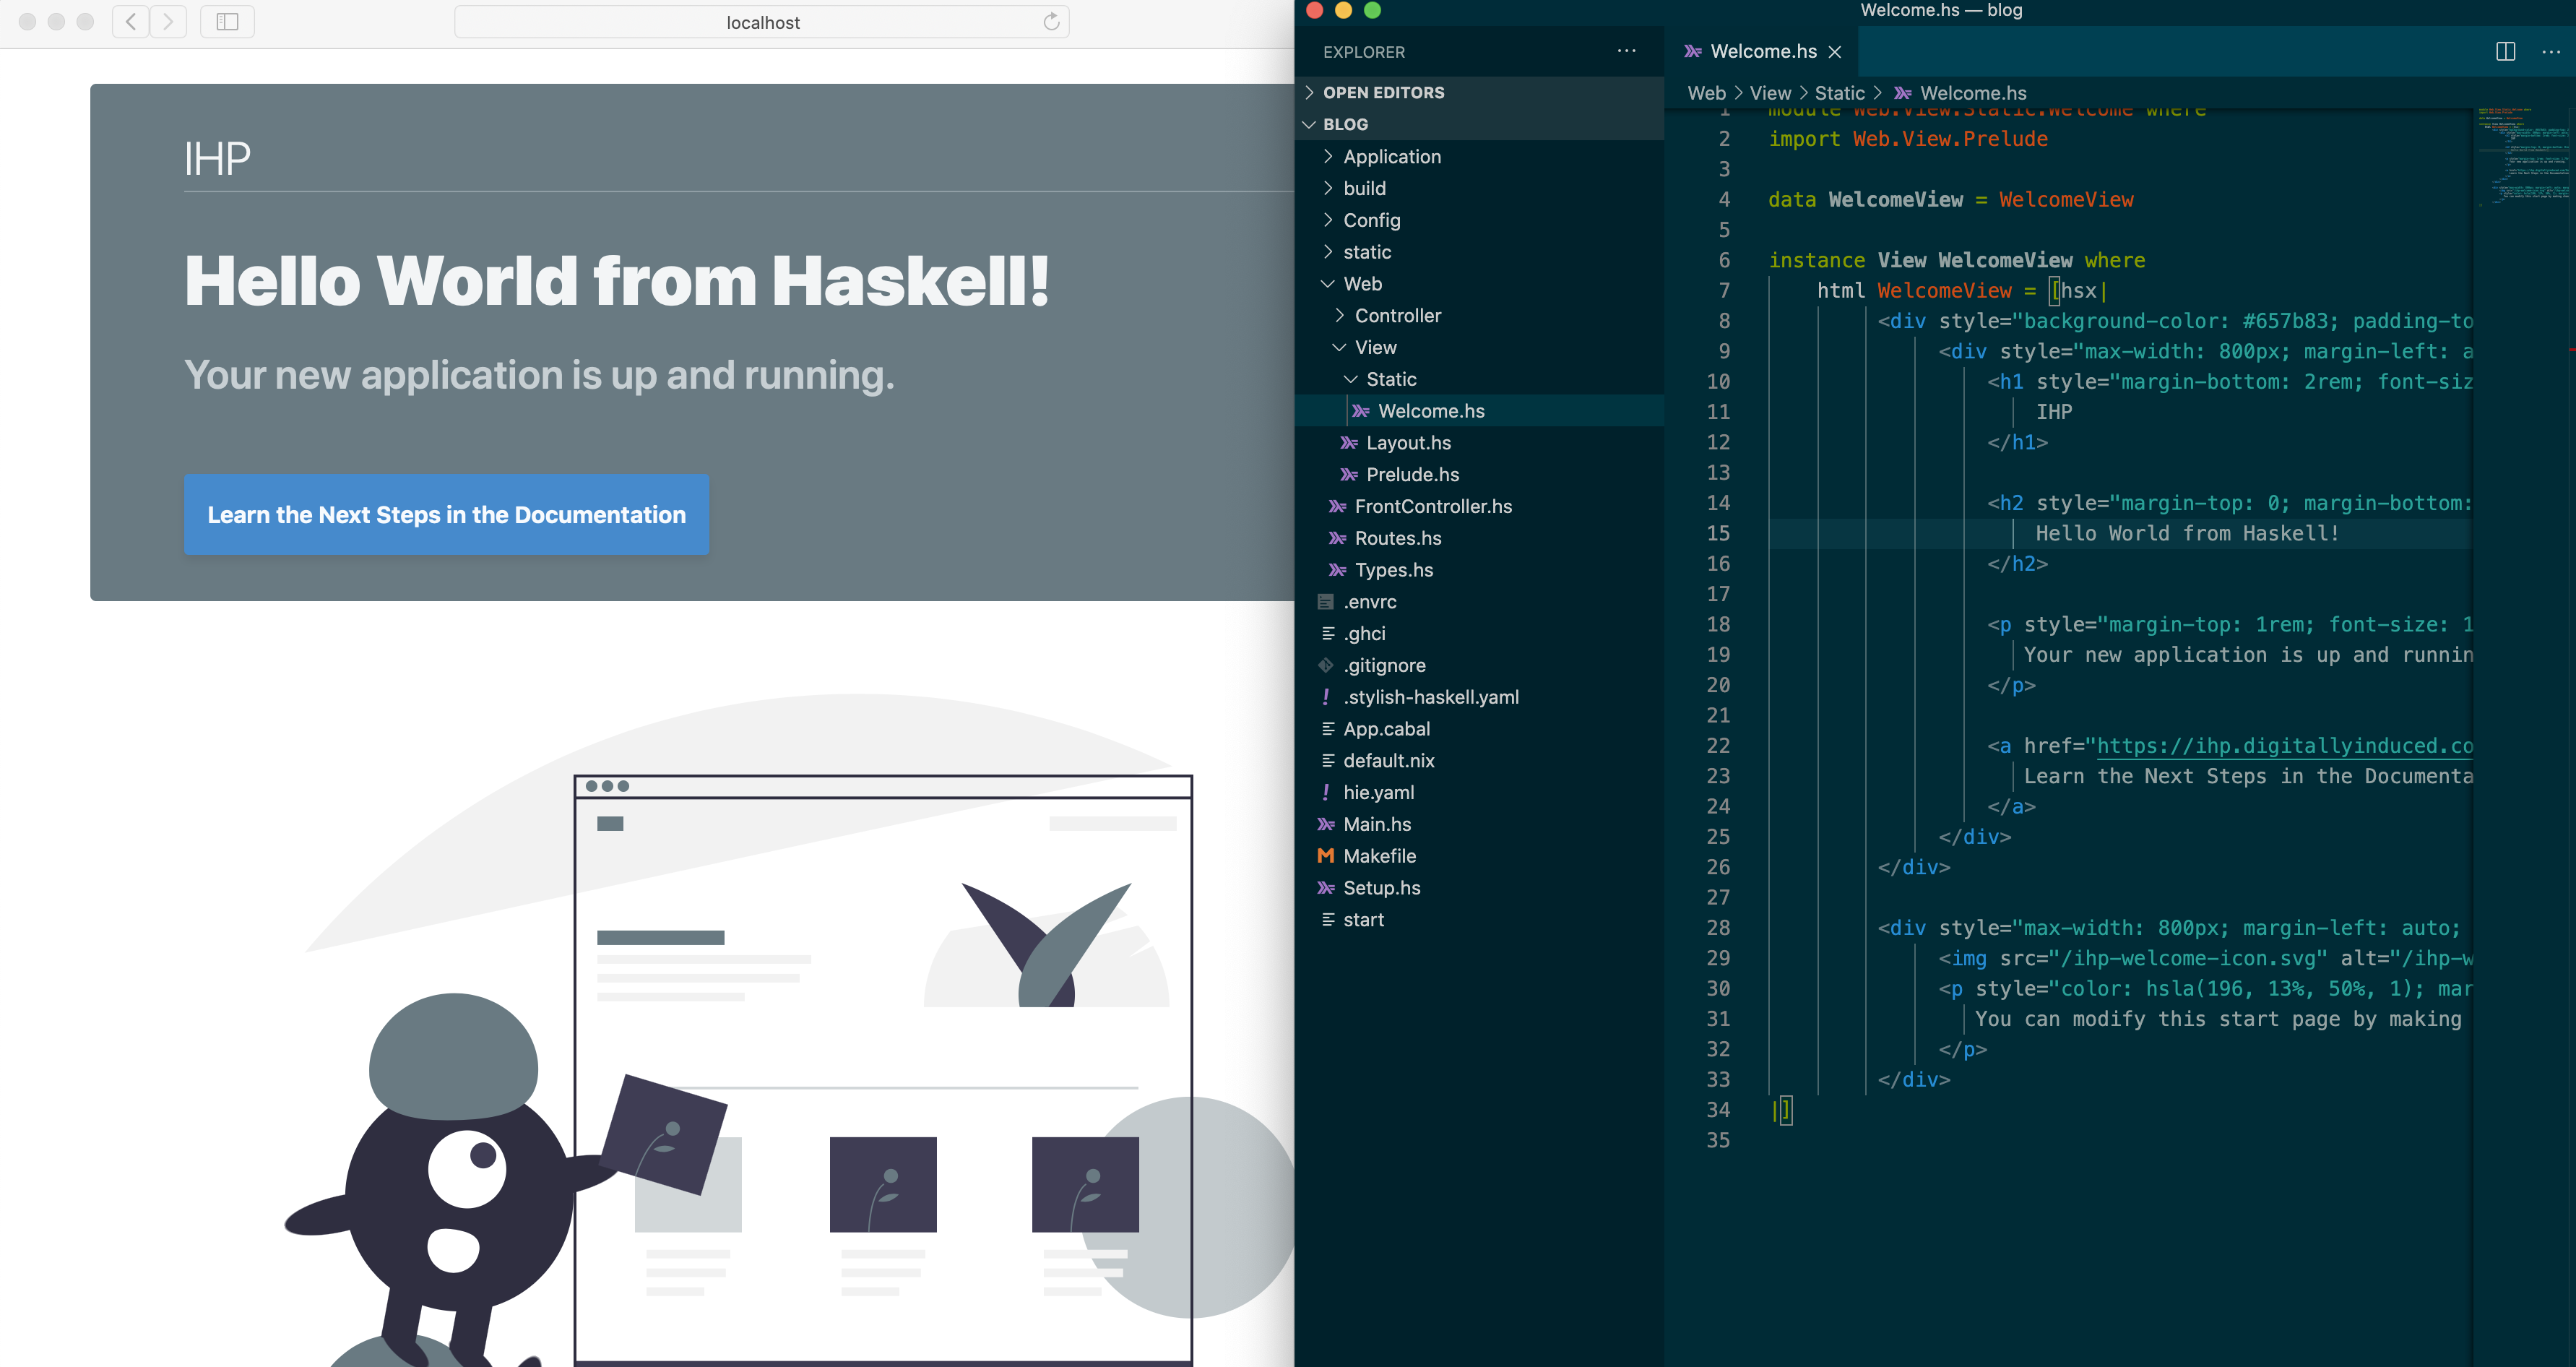 localhost
IHP
Hello World from Haskell!
Your new application is up and running.
Learn the Next Steps in the Documentation
Welcome.hs — blog
EXPLORER
OPEN EDITORS
BLOG
Application
build
Config
static
Web
Controller
View
Static
Welcome.hs
Layout.hs
Prelude.hs
FrontController.hs
Routes.hs
Types.hs
.envrc
.ghci
.gitignore
.stylish-haskell.yaml
App.cabal
default.nix
hie.yaml
Main.hs
Makefile
Setup.hs
start
Welcome.hs
Web > View > Static > Welcome.hs
1 module Web.View.Static.Welcome where
2 import Web.View.Prelude
3
4 data WelcomeView = WelcomeView
5
6 instance View WelcomeView where
7 html WelcomeView = [hsx|
8 <div style="background-color: #657b83; padding-to
9 <div style="max-width: 800px; margin-left: a
10 <h1 style="margin-bottom: 2rem; font-siz
11 IHP
12 </h1>
13
14 <h2 style="margin-top: 0; margin-bottom:
15 Hello World from Haskell!
16 </h2>
17
18 <p style="margin-top: 1rem; font-size: 1
19 Your new application is up and runnin
20 </p>
21
22 <a href="https://ihp.digitallyinduced.co
23 Learn the Next Steps in the Documenta
24 </a>
25 </div>
26 </div>
27
28 <div style="max-width: 800px; margin-left: auto;
29 <img src="/ihp-welcome-icon.svg" alt="/ihp-w
30 <p style="color: hsla(196, 13%, 50%, 1); mar
31 You can modify this start page by making
32 </p>
33 </div>
34 |]
35